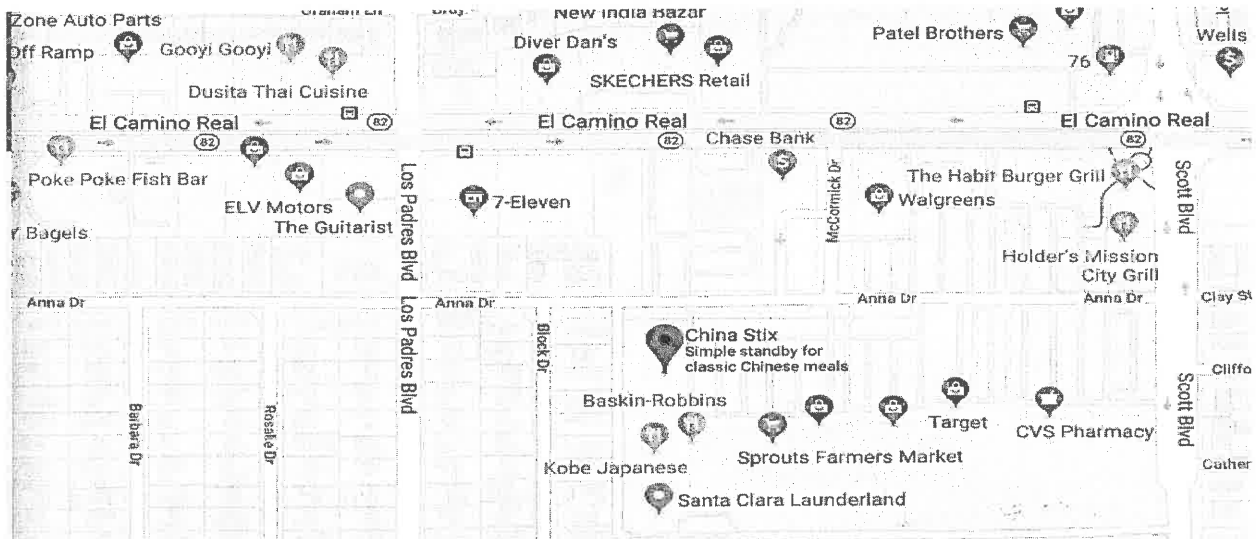 Zone Auto Parts
Off Ramp
Gooyi Gooyi
Dusita Thai Cuisine
New India Bazar
Diver Dan's
SKECHERS Retail
Patel Brothers
76
Wells
El Camino Real
82
El Camino Real
82
El Camino Real
82
82
Poke Poke Fish Bar
ELV Motors
The Guitarist
Bagels
Los Padres Blvd
7-Eleven
Chase Bank
McCormick Dr
Walgreens
The Habit Burger Grill
Holder's Mission
City Grill
Scott Blvd
Anna Dr
Anna Dr
Anna Dr
Anna Dr
Clay St
Los Padres Blvd
Block Dr
China Stix
Simple standby for
classic Chinese meals
Baskin-Robbins
Kobe Japanese
Sprouts Farmers Market
Target
CVS Pharmacy
Santa Clara Launderland
Scott Blvd
Cliffo
Cather
Barbara Dr
Rosalie Dr